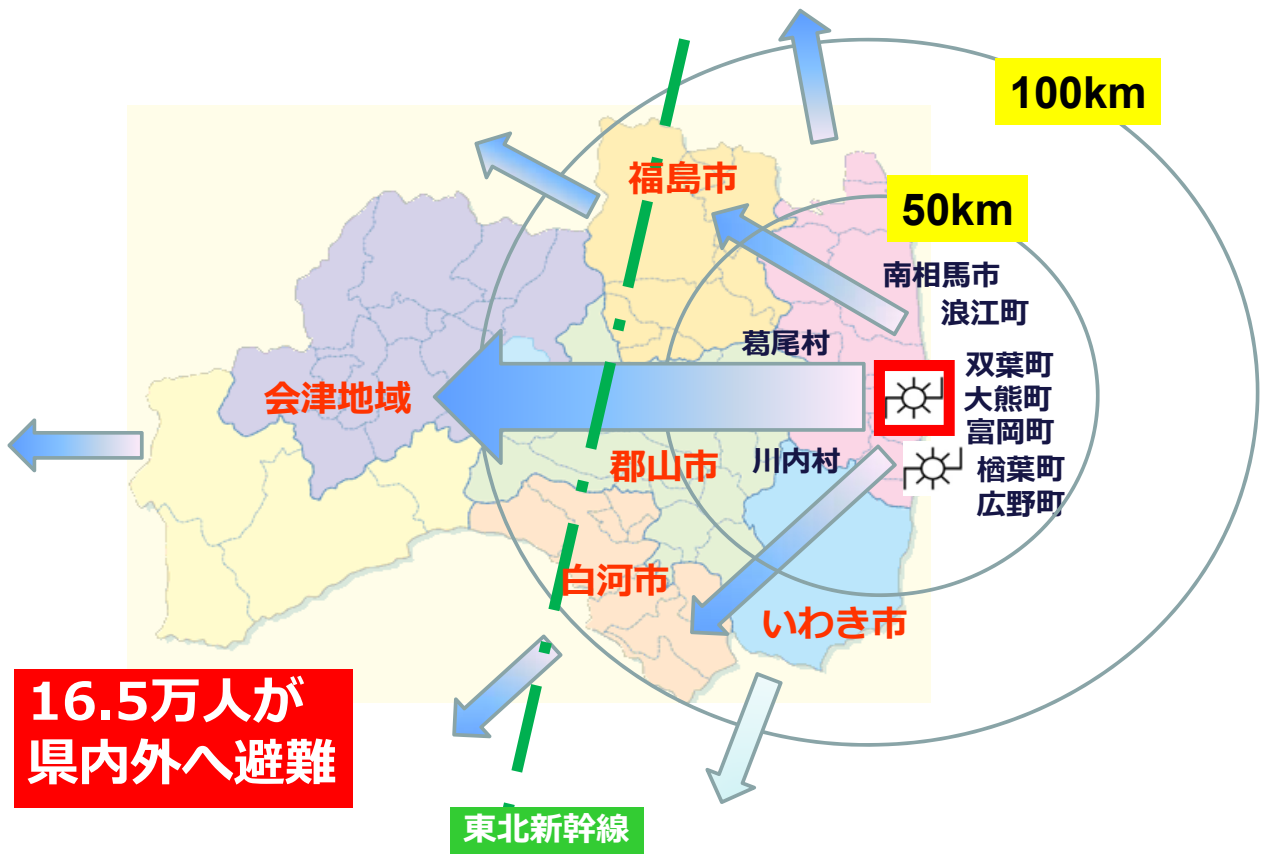 100km
福島市
50km
南相馬市
浪江町
葛尾村
双葉町
大熊町
富岡町
会津地域
郡山市
川内村
楢葉町
広野町
白河市
いわき市
16.5万人が
県内外へ避難
東北新幹線